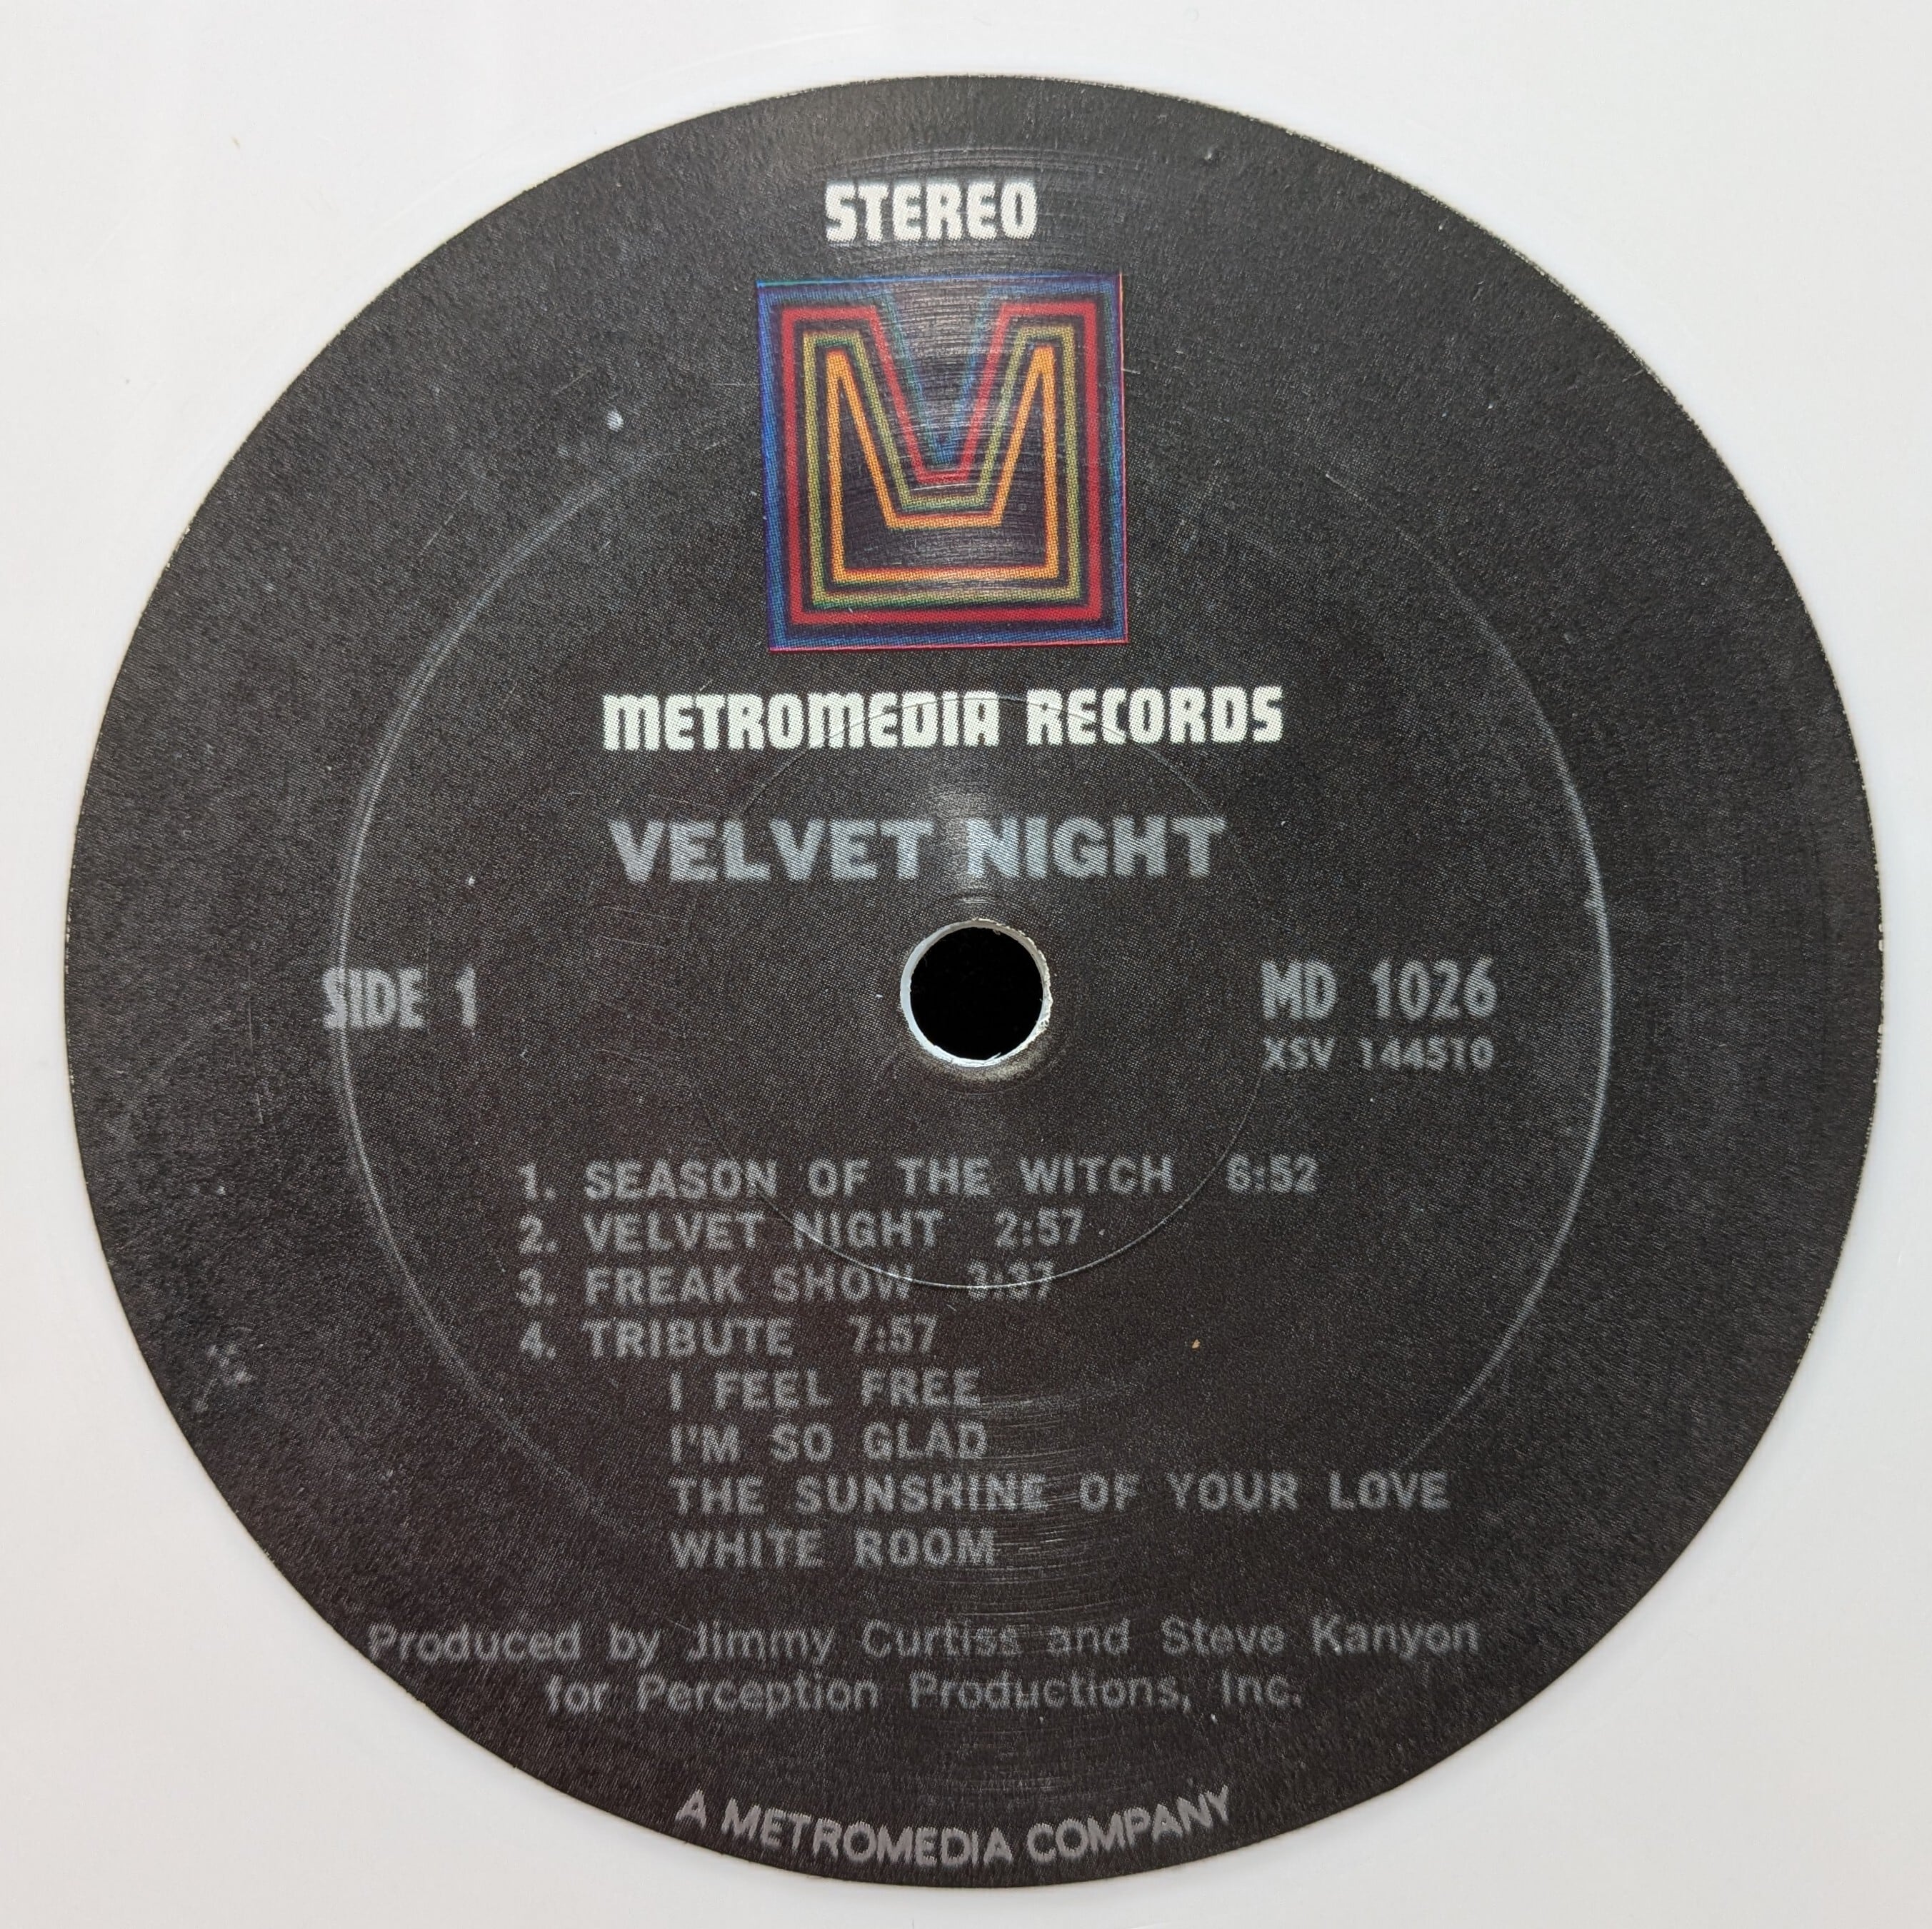 STEREO
METROMEDIA RECORDS
VELVET NIGHT
SIDE 1
MD 1026
XSV 144510
1. SEASON OF THE WITCH 6:52
2. VELVET NIGHT 2:57
3. FREAK SHOW 3:37
4. TRIBUTE 7:57
I FEEL FREE
I'M SO GLAD
THE SUNSHINE OF YOUR LOVE
WHITE ROOM
Produced by Jimmy Curtiss and Steve Kanyon
for Perception Productions, Inc.
A METROMEDIA COMPANY